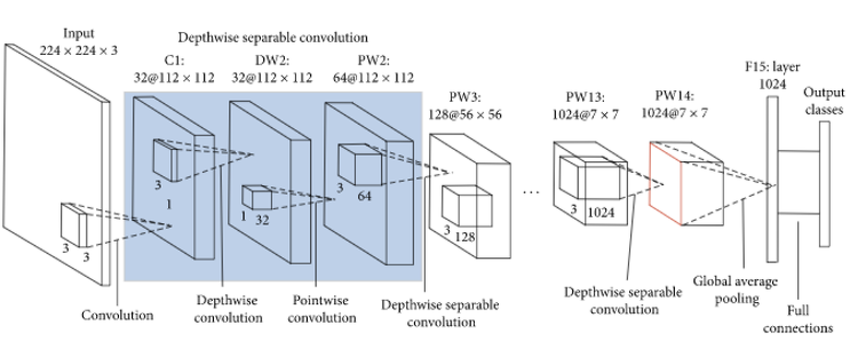 Input
224 × 224 × 3
Depthwise separable convolution
C1:
32@112 × 112
DW2:
32@112 × 112
PW2:
64@112 × 112
PW3:
128@56 × 56
PW13:
1024@7 × 7
PW14:
1024@7 × 7
F15: layer
1024
Output
classes
3
3
3
1
1
32
3
64
3
128
...
3
1024
Convolution
Depthwise
convolution
Pointwise
convolution
Depthwise separable
convolution
Depthwise separable
convolution
Global average
pooling
Full
connections